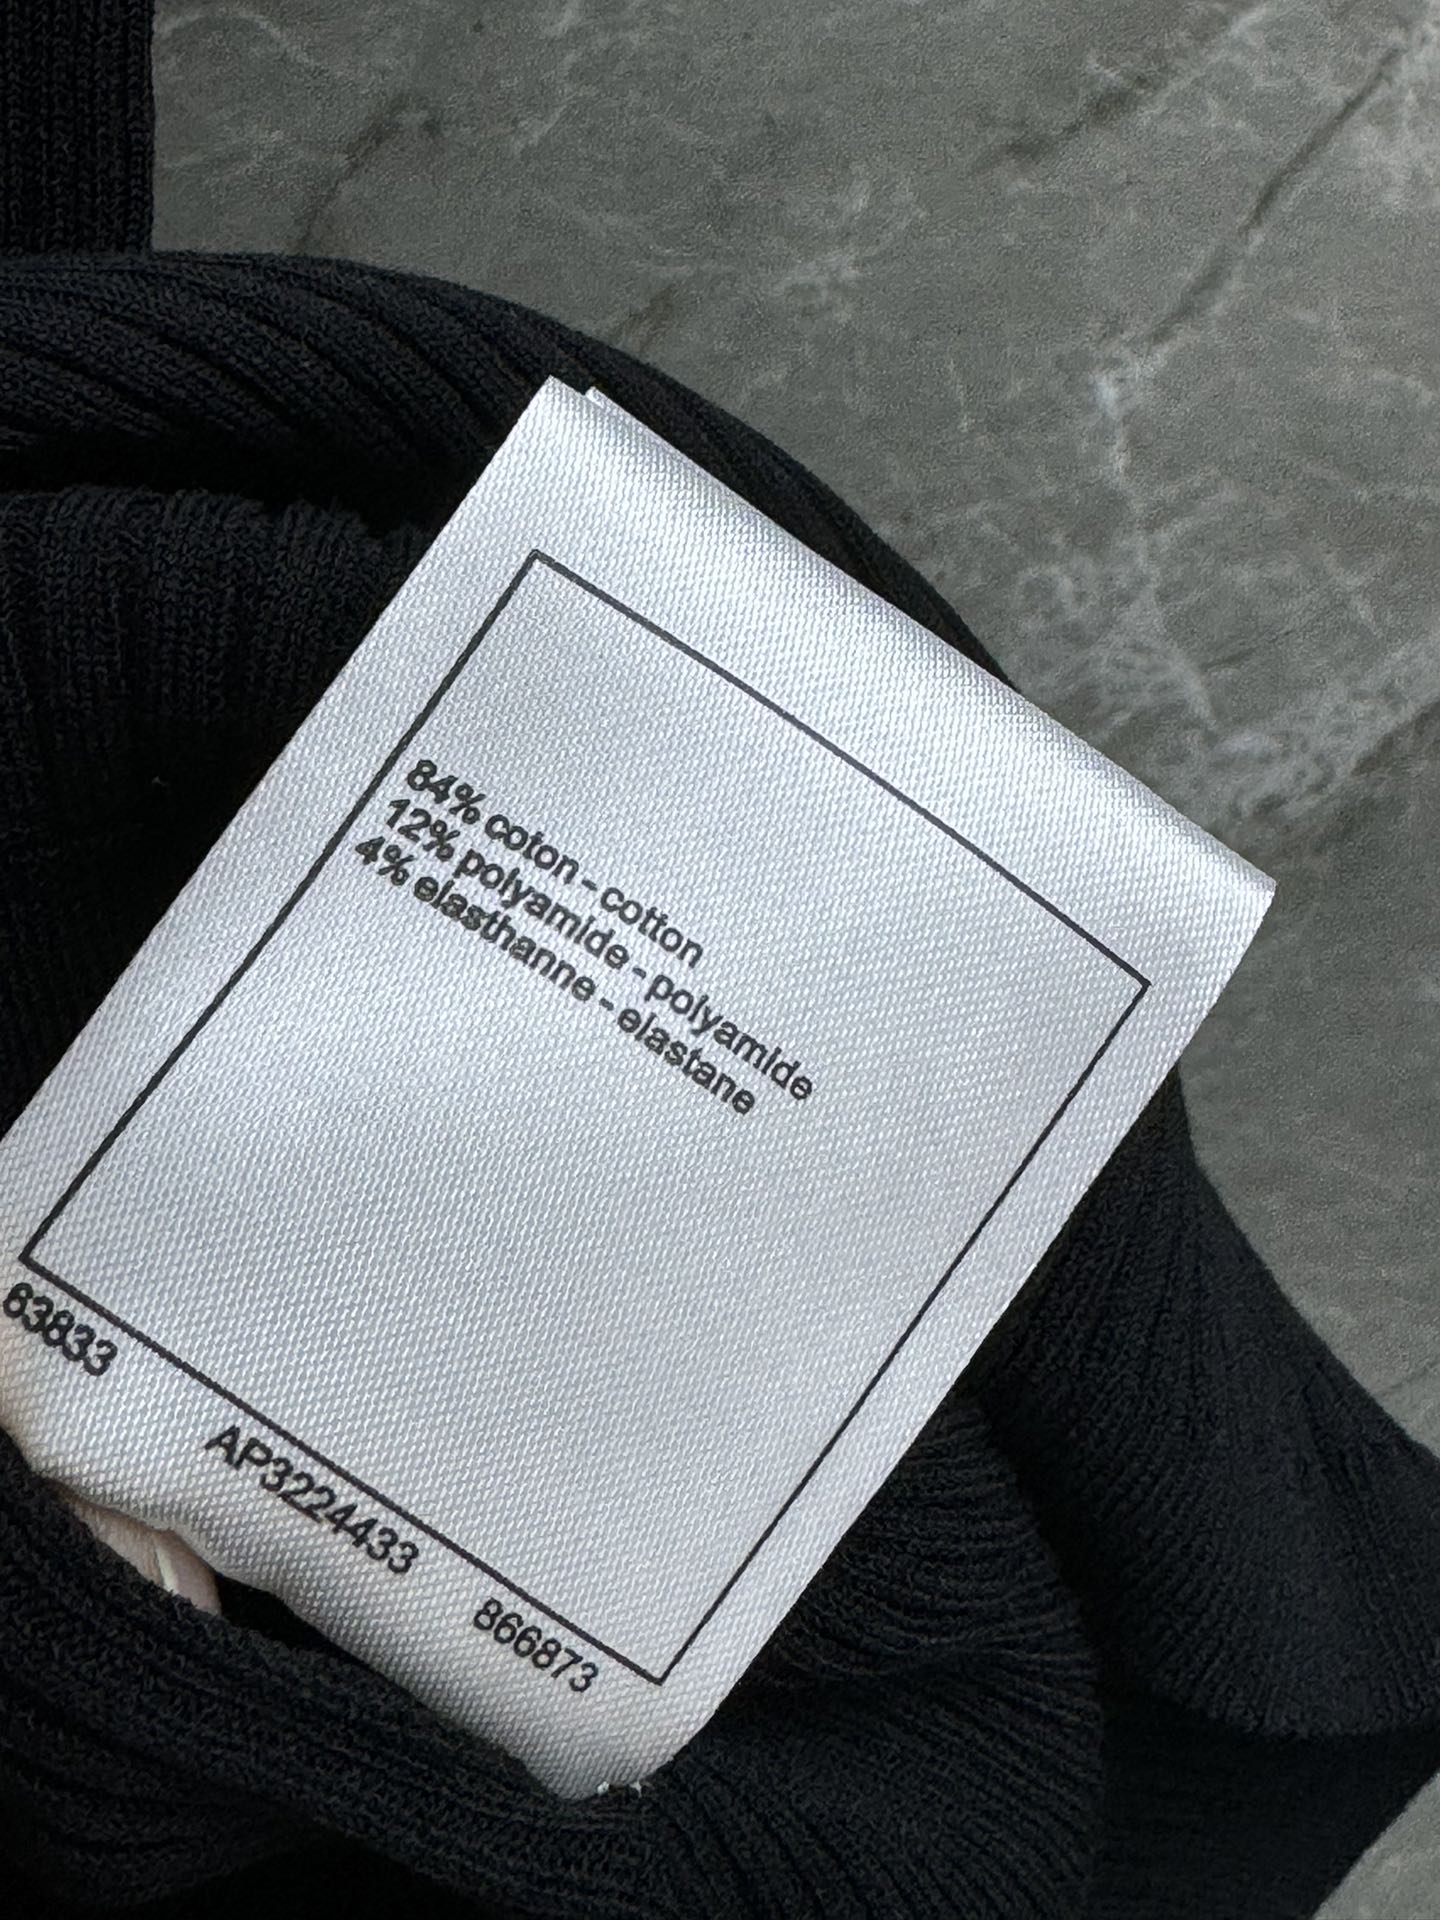 84% coton - cotton
12% polyamide - polyamide
4% elasthanne - elastane
63833 AP3224433 866873